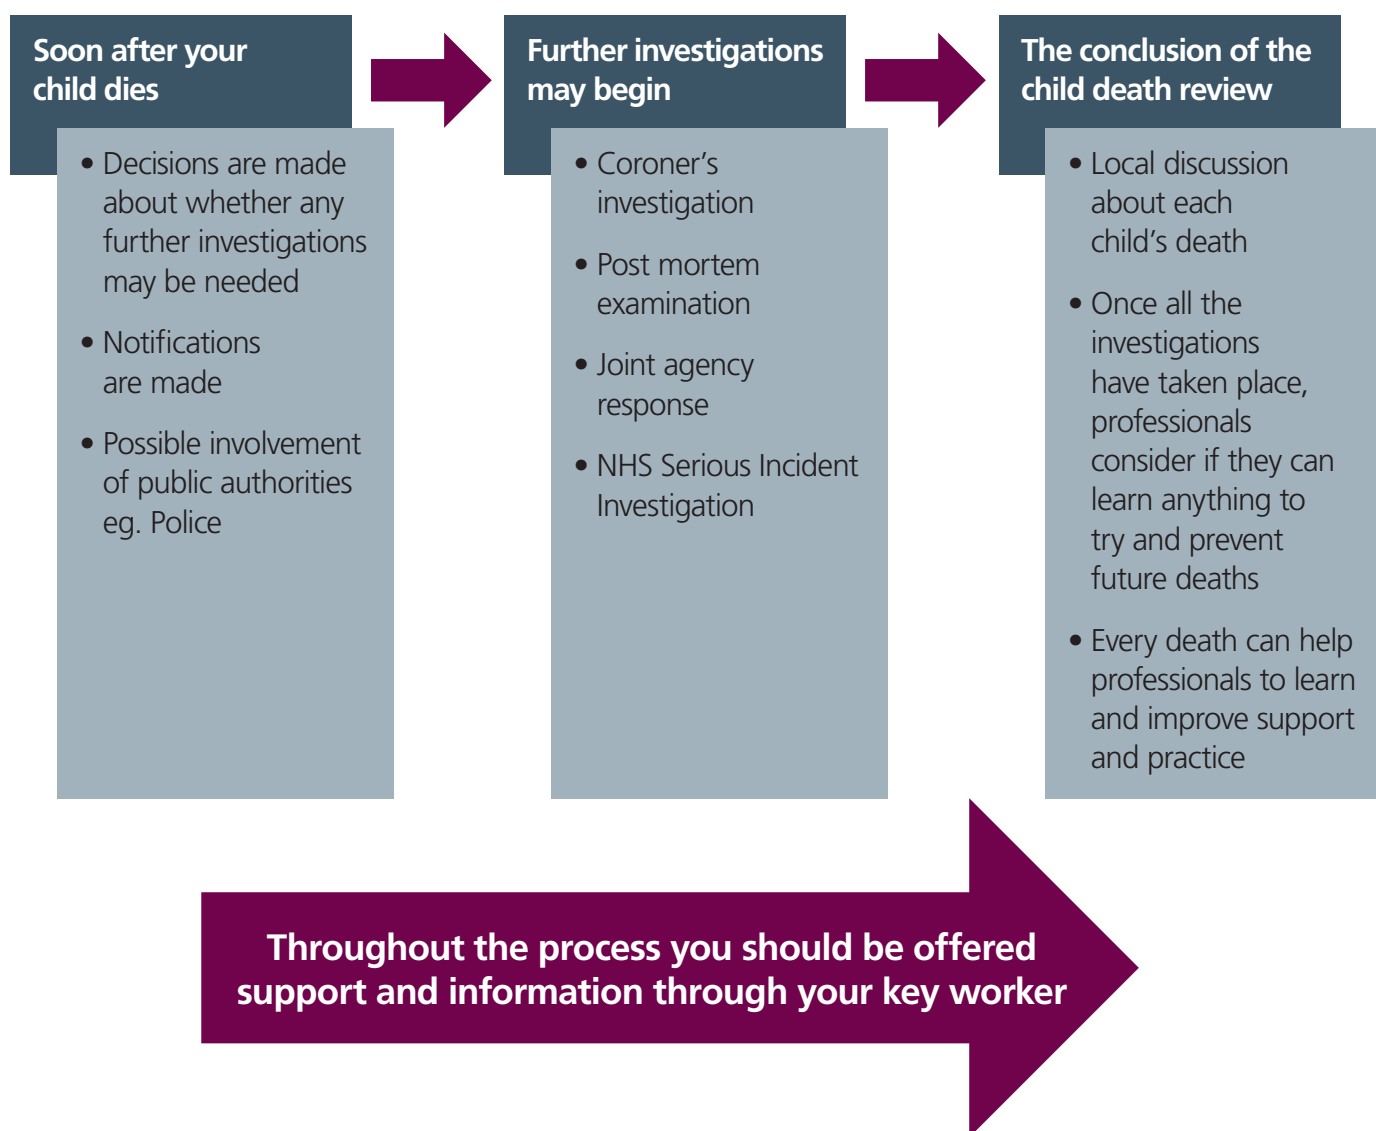 Soon after your
child dies
• Decisions are made
about whether any
further investigations
may be needed
• Notifications
are made
• Possible involvement
of public authorities
eg. Police
Further investigations
may begin
• Coroner’s
investigation
• Post mortem
examination
• Joint agency
response
• NHS Serious Incident
Investigation
The conclusion of the
child death review
• Local discussion
about each
child’s death
• Once all the
investigations
have taken place,
professionals
consider if they can
learn anything to
try and prevent
future deaths
• Every death can help
professionals to learn
and improve support
and practice
Throughout the process you should be offered
support and information through your key worker